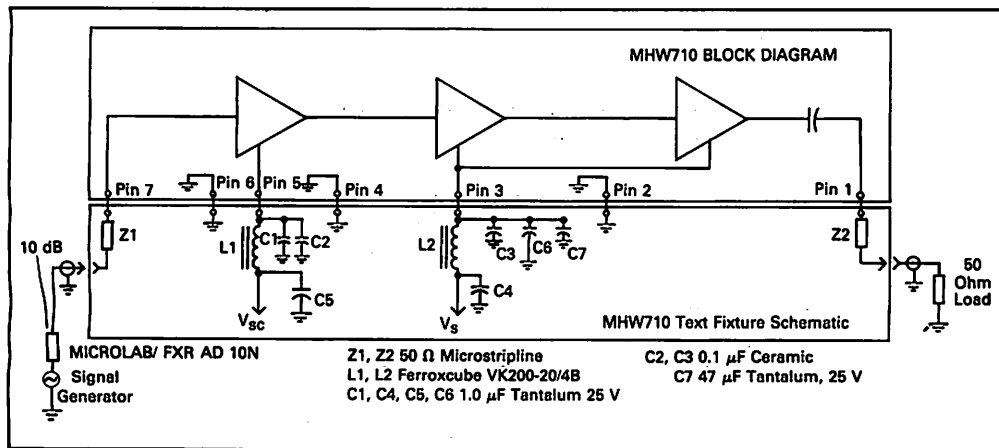 MHW710 BLOCK DIAGRAM
Pin 7
Pin 6
Pin 5
Pin 4
Pin 3
Pin 2
Pin 1
10 dB
Z1
L1
C1
C2
C5
VSC
L2
C3
C6
C7
C4
VS
Z2
50
Ohm
Load
MHW710 Text Fixture Schematic
MICROLAB/ FXR AD 10N
Signal
Generator
Z1, Z2 50 Ω Microstripline
L1, L2 Ferroxcube VK200-20/4B
C1, C4, C5, C6 1.0 μF Tantalum 25 V
C2, C3 0.1 μF Ceramic
C7 47 μF Tantalum, 25 V